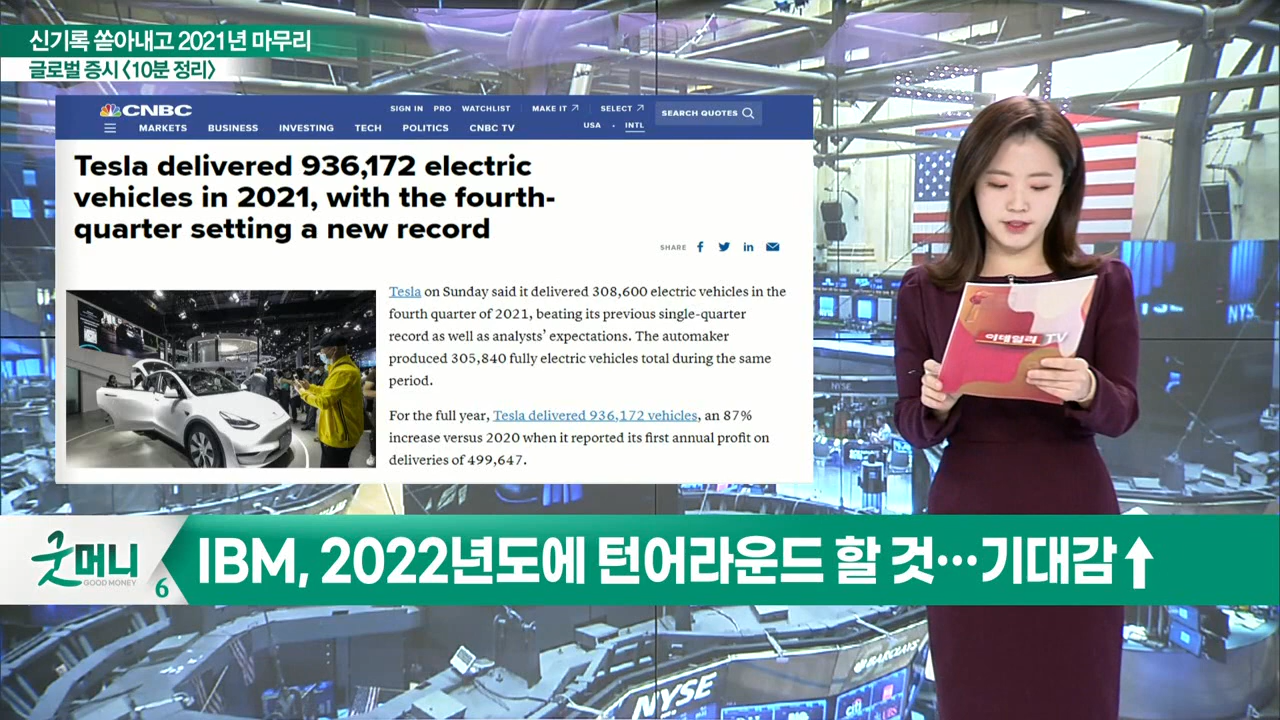 신기록 쏟아내고 2021년 마무리
글로벌 증시 <10분 정리>
CNBC
SIGN IN PRO WATCHLIST MAKE IT SELECT SEARCH QUOTES
MARKETS BUSINESS INVESTING TECH POLITICS CNBC TV USA · INTL
Tesla delivered 936,172 electric
vehicles in 2021, with the fourth-
quarter setting a new record
SHARE
Tesla on Sunday said it delivered 308,600 electric vehicles in the
fourth quarter of 2021, beating its previous single-quarter
record as well as analysts' expectations. The automaker
produced 305,840 fully electric vehicles total during the same
period.
For the full year, Tesla delivered 936,172 vehicles, an 87%
increase versus 2020 when it reported its first annual profit on
deliveries of 499,647.
이데일리 TV
NYS
NYSE
굿머니
GOOD MONEY
6
IBM, 2022년도에 턴어라운드 할 것…기대감↑
BARCLAYS
NYSE
citi